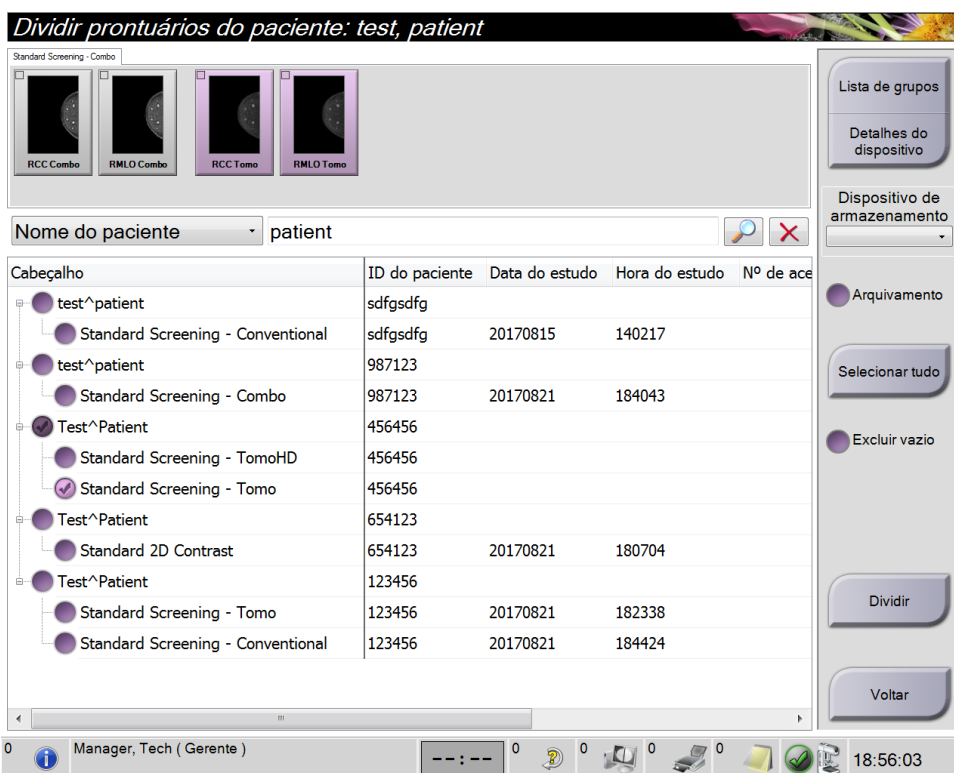 Dividir prontuários do paciente: test, patient
Standard Screening - Combo
RCC Combo
RMLO Combo
RCC Tomo
RMLO Tomo
Lista de grupos
Detalhes do
dispositivo
Dispositivo de
armazenamento
Nome do paciente
patient
Cabeçalho ID do paciente Data do estudo Hora do estudo Nº de ace
test^patient sdfgsdfg
Standard Screening - Conventional sdfgsdfg 20170815 140217
test^patient 987123
Standard Screening - Combo 987123 20170821 184043
Test^Patient 456456
Standard Screening - TomoHD 456456
Standard Screening - Tomo 456456
Test^Patient 654123
Standard 2D Contrast 654123 20170821 180704
Test^Patient 123456
Standard Screening - Tomo 123456 20170821 182338
Standard Screening - Conventional 123456 20170821 184424
Arquivamento
Selecionar tudo
Excluir vazio
Dividir
Voltar
0 Manager, Tech ( Gerente ) --:-- 0 0 0 0 18:56:03